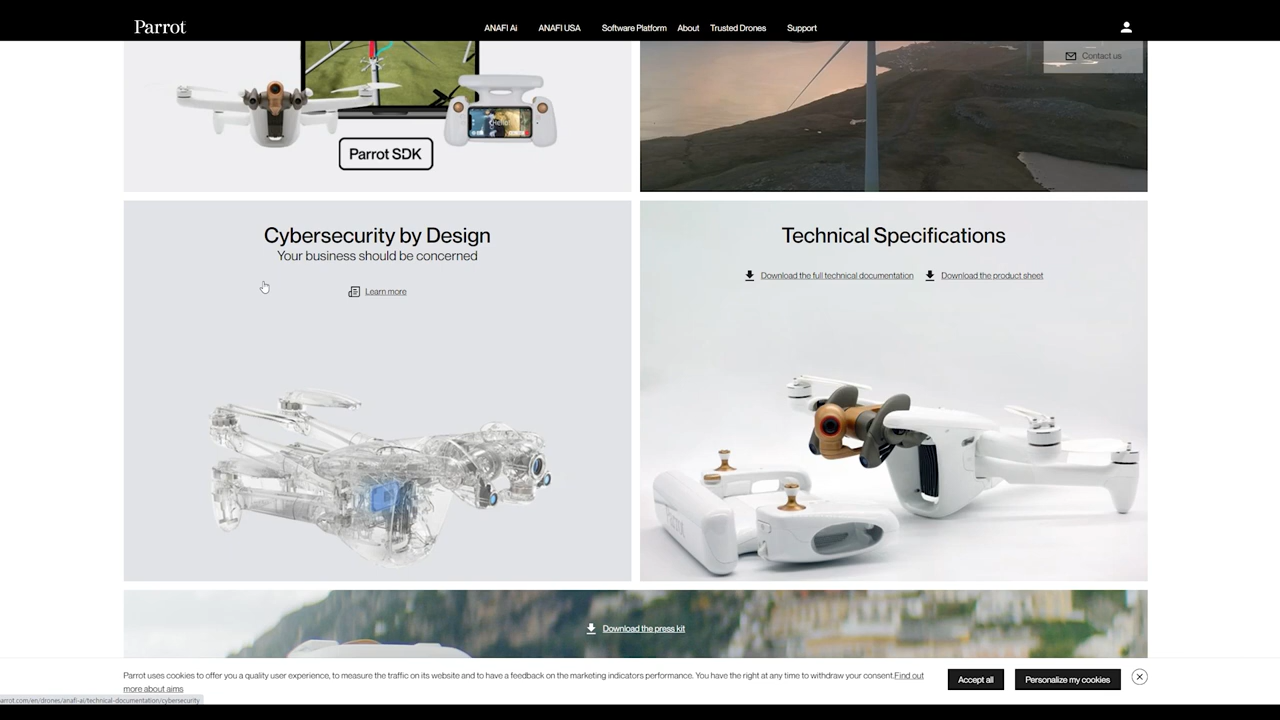 Parrot
ANAFI Ai
ANAFI USA
Software Platform
About
Trusted Drones
Support
Contact us
Parrot SDK
Cybersecurity by Design
Your business should be concerned
Learn more
Technical Specifications
Download the full technical documentation
Download the product sheet
Download the press kit
Parrot uses cookies to offer you a quality user experience, to measure the traffic on its website and to have a feedback on the marketing indicators performance. You have the right at any time to withdraw your consent.Find out
more about aims
Accept all
Personalize my cookies
arrot.com/en/drones/anafi-ai/technical-documentation/cybersecurity